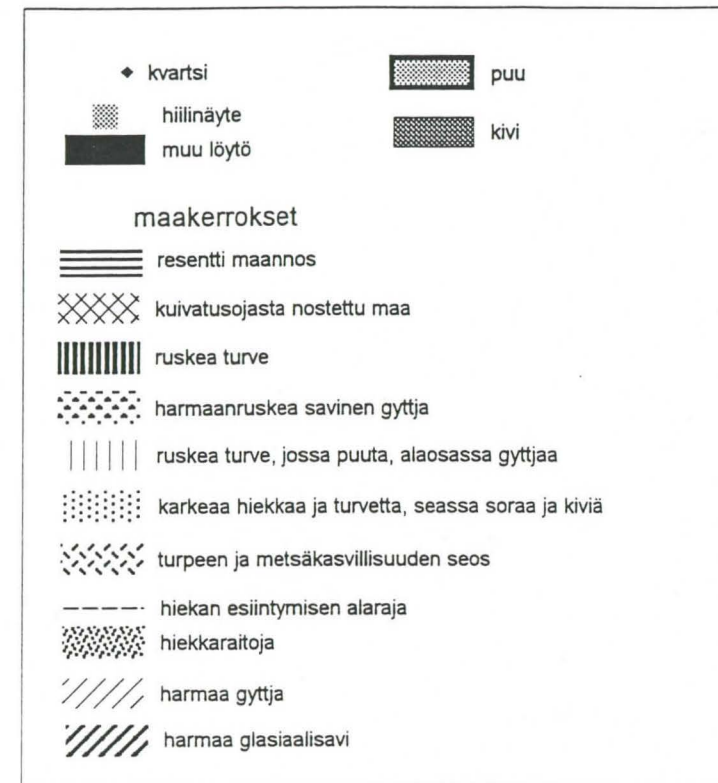 kvartsi
puu
hiilinäyte
kivi
muu löytö
maakerrokset
resentti maannos
kuivatusojasta nostettu maa
ruskea turve
harmaanruskea savinen gyttja
ruskea turve, jossa puuta, alaosassa gyttjaa
karkeaa hiekkaa ja turvetta, seassa soraa ja kiviä
turpeen ja metsäkasvillisuuden seos
hiekan esiintymisen alaraja
hiekkaraitoja
harmaa gyttja
harmaa glasiaalisavi